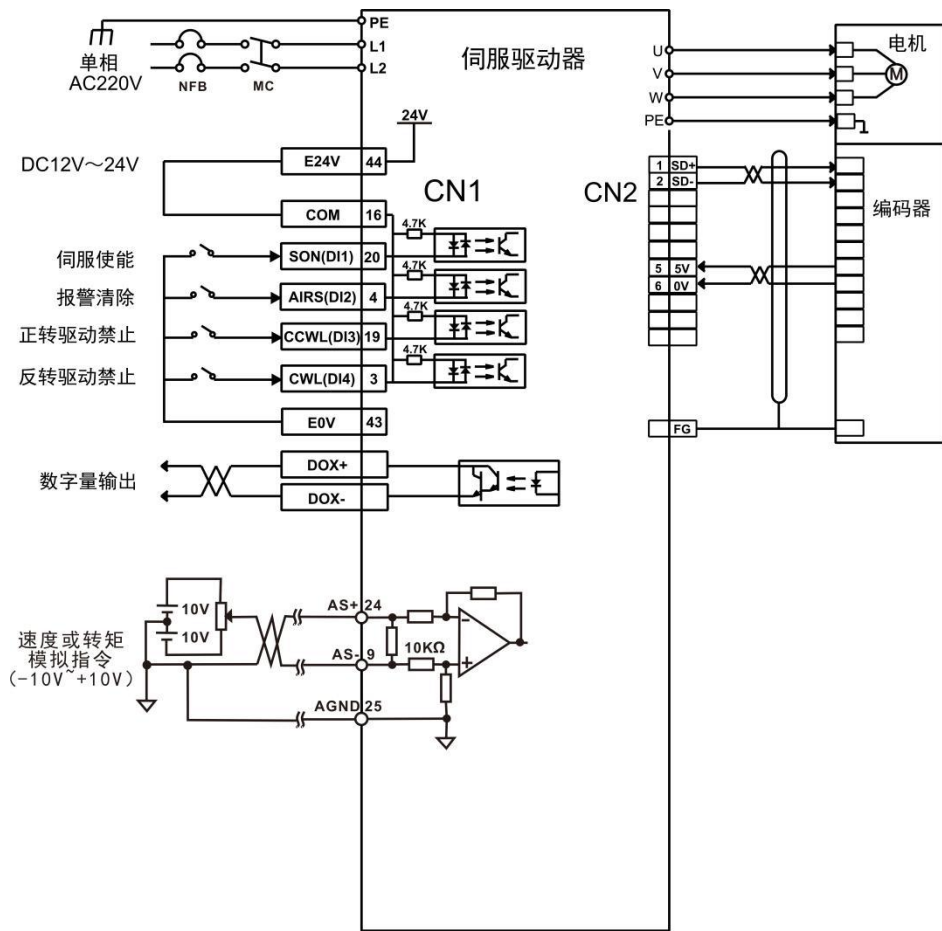 PE
L1
L2
单相
AC220V
NFB
MC
伺服驱动器
U
V
W
PE
电机
M
24V
DC12V～24V
E24V 44
COM 16
CN1
4.7K
伺服使能
SON(DI1) 20
4.7K
报警清除
AIRS(DI2) 4
4.7K
正转驱动禁止
CCWL(DI3) 19
4.7K
反转驱动禁止
CWL(DI4) 3
E0V 43
数字量输出
DOX+
DOX-
CN2
1 SD+
2 SD-
5 5V
6 0V
FG
编码器
速度或转矩
模拟指令
(-10V~+10V)
10V
10V
AS+ 24
AS- 9
10KΩ
AGND 25